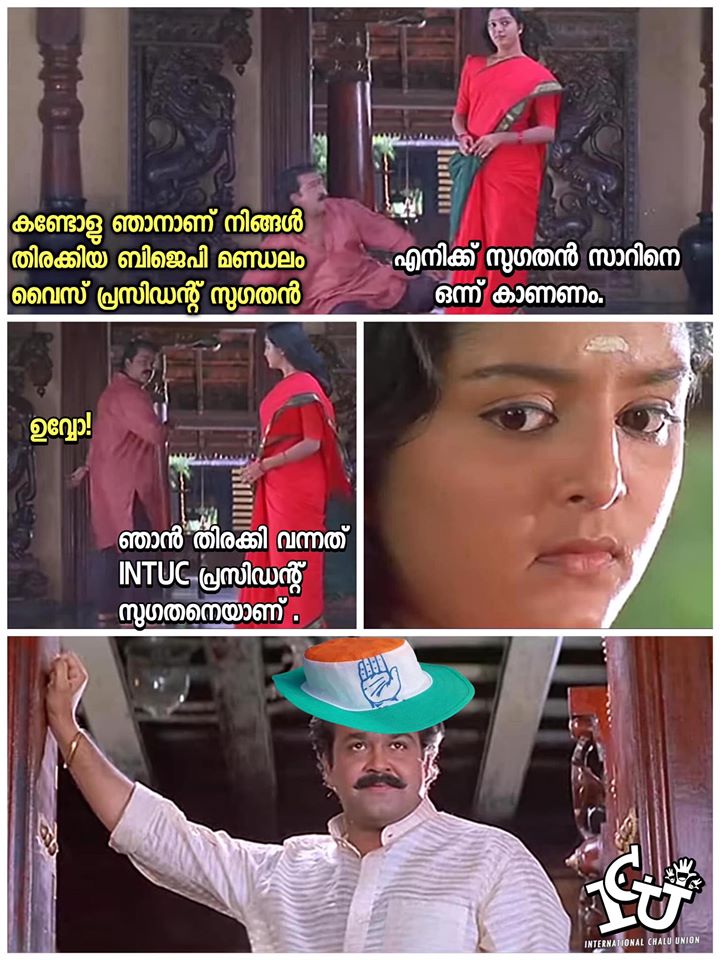 എനിക്ക് സുഗതൻ സാറിനെ
ഒന്ന് കാണണം.
കണ്ടോളു ഞാനാണ് നിങ്ങൾ
തിരക്കിയ ബിജെപി മണ്ഡലം
വൈസ് പ്രസിഡന്റ് സുഗതൻ
ഉവ്വോ!
ഞാൻ തിരക്കി വന്നത്
INTUC പ്രസിഡന്റ്
സുഗതനെയാണ് .
ICU
INTERNATIONAL CHALU UNION